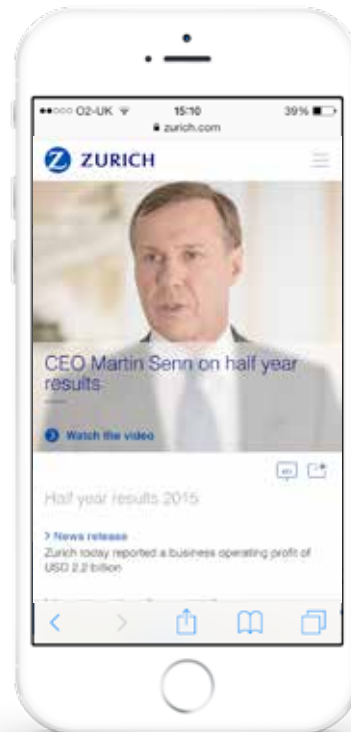 O2-UK 15:10 39%
zurich.com
ZURICH
CEO Martin Senn on half year
results
Watch the video
Half year results 2015
> News release
Zurich today reported a business operating profit of
USD 2.2 billion